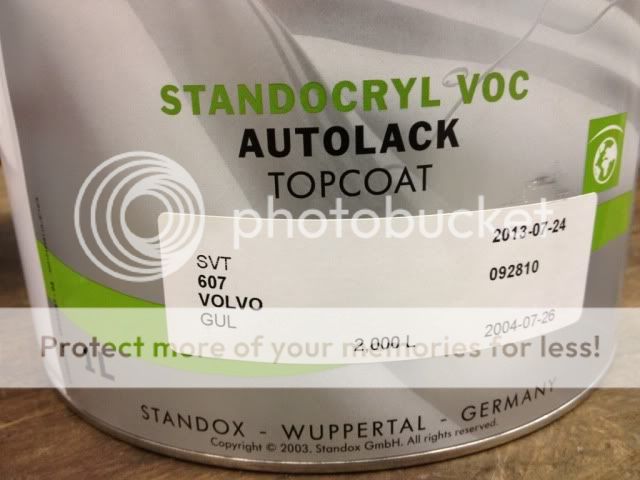 STANDOCRYL VOC
AUTOLACK
TOPCOAT
photobucket
2013-07-24
SVT
607
092810
VOLVO
GUL
2,000 L
2004-07-26
Protect more of your memories for less!
1L
STANDOX - WUPPERTAL - GERMANY
Copyright © 2003. Standox GmbH. All rights reserved.